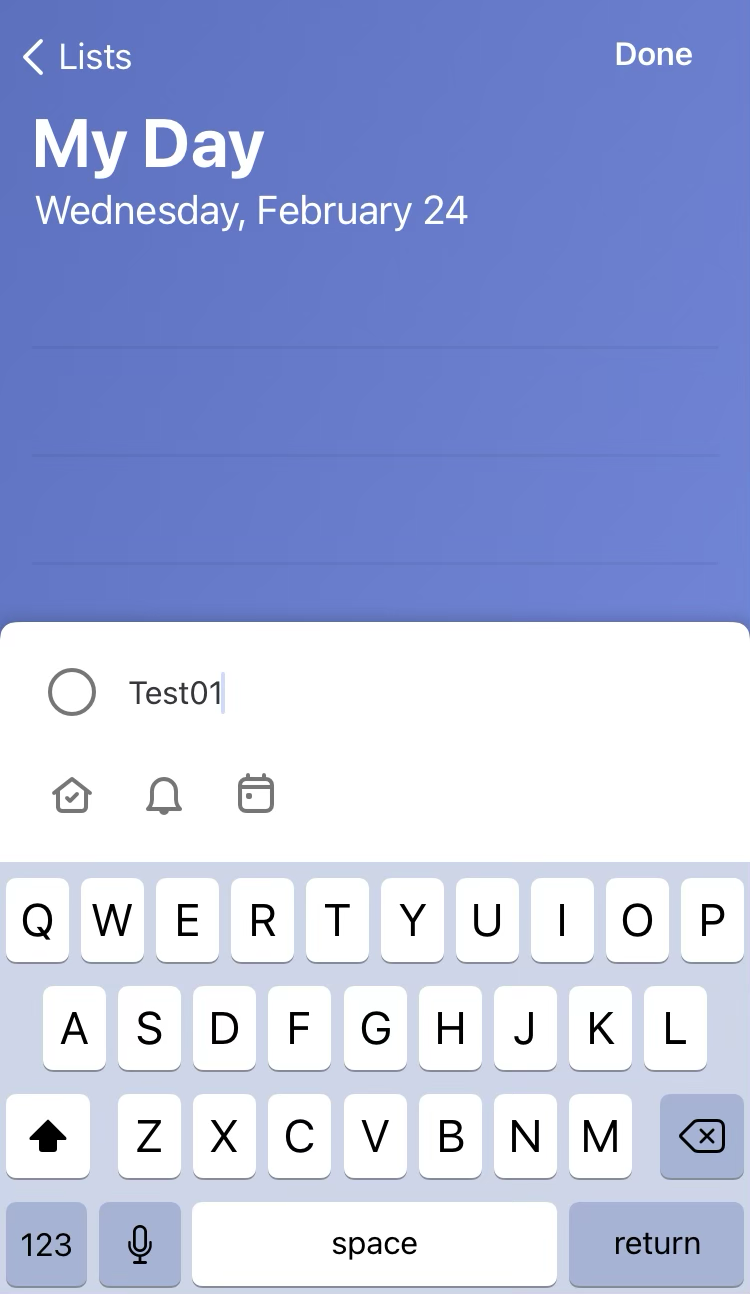 Lists
Done
My Day
Wednesday, February 24
Test01
Q W E R T Y U I O P
A S D F G H J K L
Z X C V B N M
123 space return